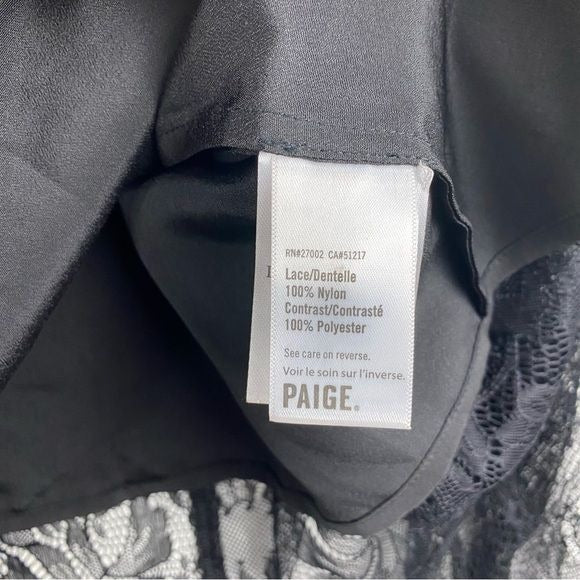 RN#27002 CA#51217
Lace/Dentelle
100% Nylon
Contrast/Contrasté
100% Polyester
See care on reverse.
Voir le soin sur l'inverse.
PAIGE®